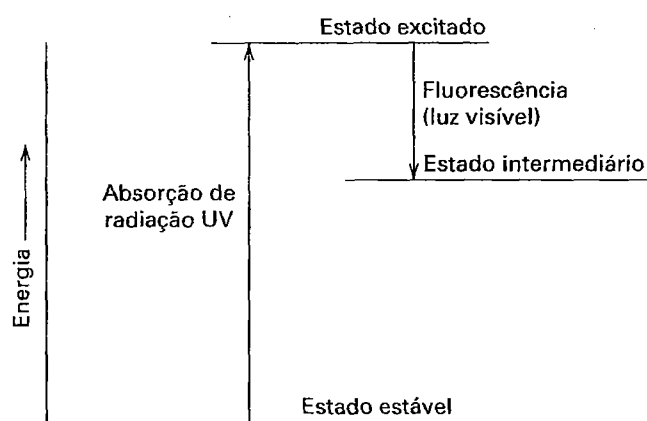 Estado excitado
Fluorescência
(luz visível)
Estado intermediário
Absorção de
radiação UV
Energia
Estado estável